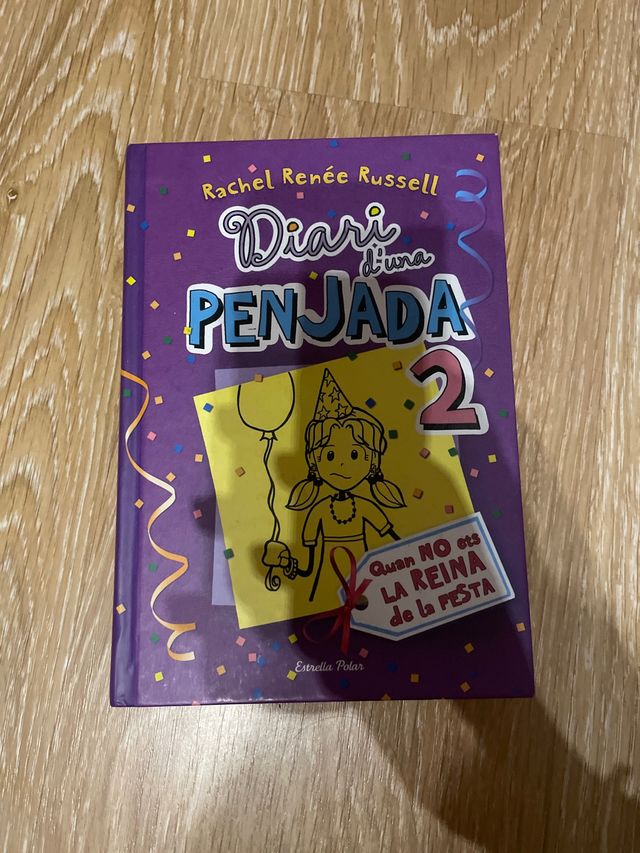 Rachel Renée Russell
Diari
d'una
PENJADA
2
Quan NO ets
LA REINA
de la FESTA
Estrella Polar